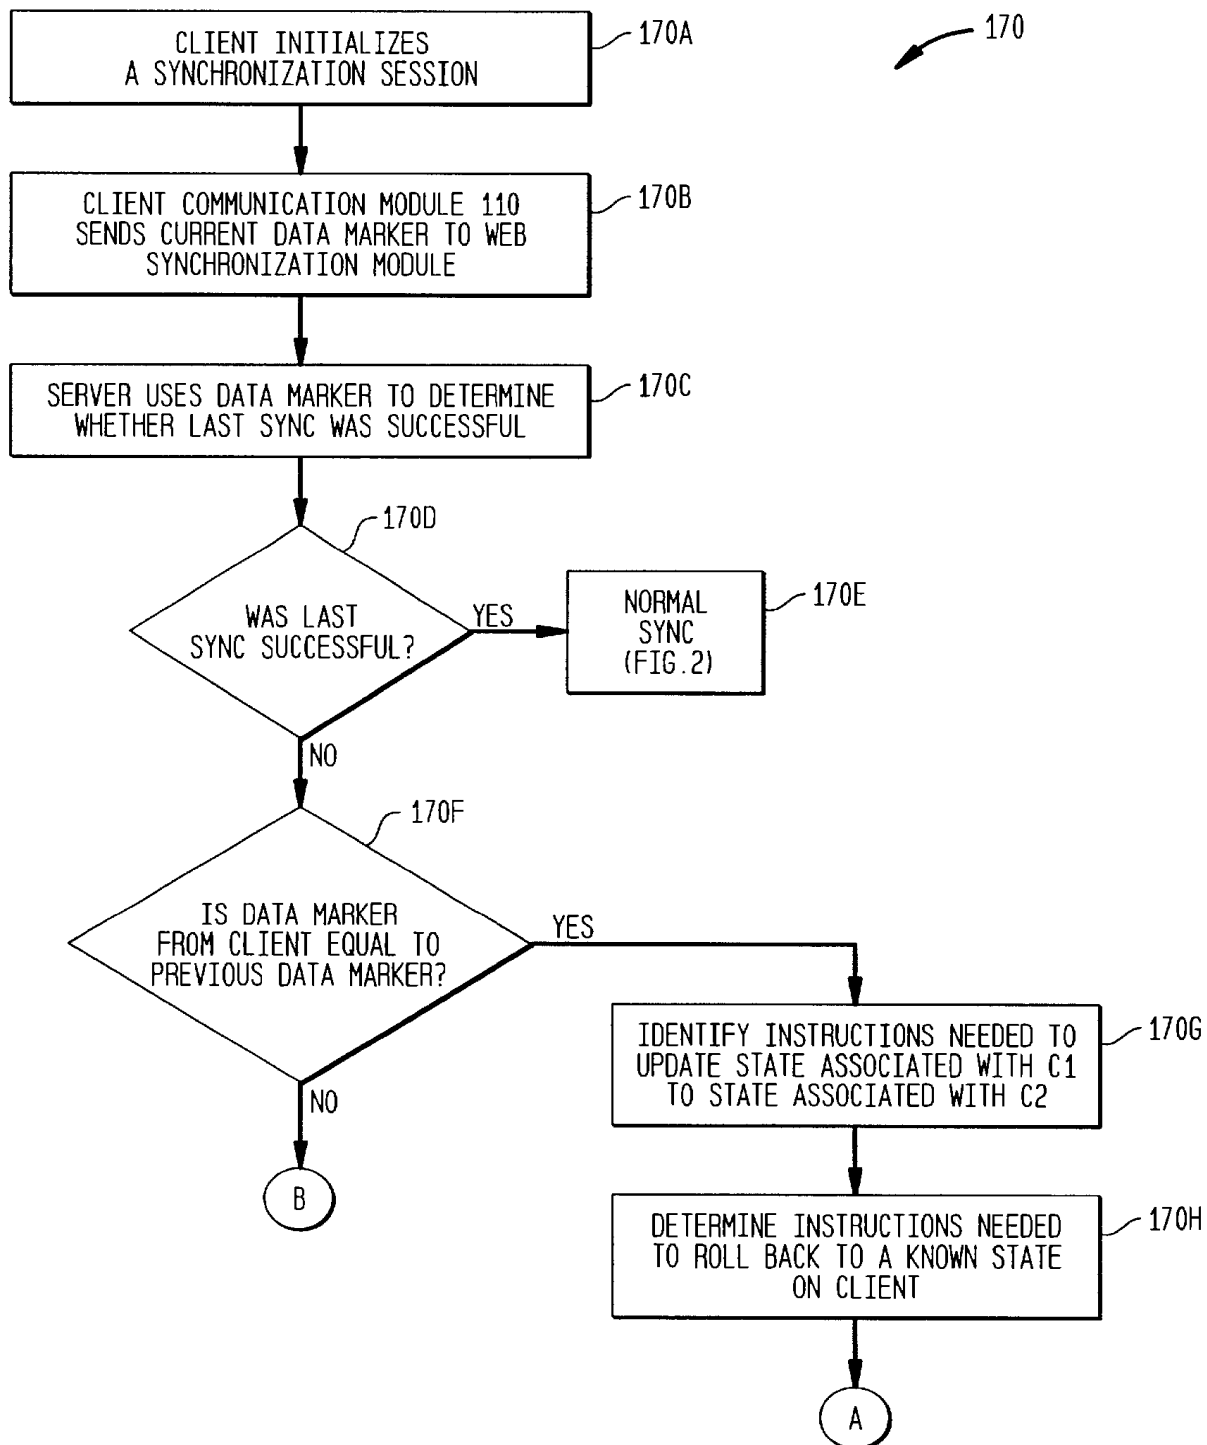 170
CLIENT INITIALIZES
A SYNCHRONIZATION SESSION
170A
CLIENT COMMUNICATION MODULE 110
SENDS CURRENT DATA MARKER TO WEB
SYNCHRONIZATION MODULE
170B
SERVER USES DATA MARKER TO DETERMINE
WHETHER LAST SYNC WAS SUCCESSFUL
170C
170D
WAS LAST
SYNC SUCCESSFUL?
YES
NORMAL
SYNC
(FIG.2)
170E
NO
170F
IS DATA MARKER
FROM CLIENT EQUAL TO
PREVIOUS DATA MARKER?
YES
IDENTIFY INSTRUCTIONS NEEDED TO
UPDATE STATE ASSOCIATED WITH C1
TO STATE ASSOCIATED WITH C2
170G
NO
B
DETERMINE INSTRUCTIONS NEEDED
TO ROLL BACK TO A KNOWN STATE
ON CLIENT
170H
A